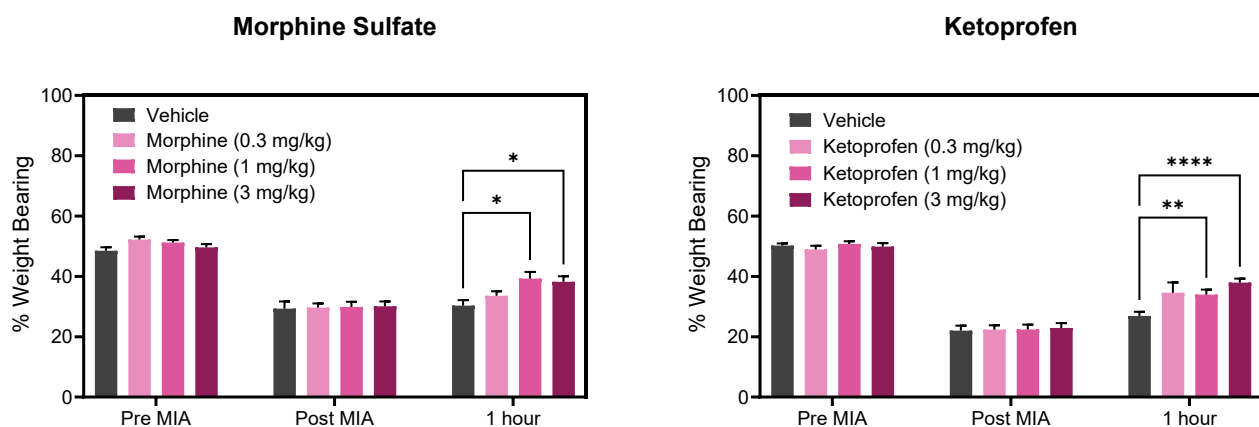 Morphine Sulfate
100
80
60
40
20
0
% Weight Bearing
Vehicle
Morphine (0.3 mg/kg)
Morphine (1 mg/kg)
Morphine (3 mg/kg)
*
*
Pre MIA
Post MIA
1 hour
Ketoprofen
100
80
60
40
20
0
% Weight Bearing
Vehicle
Ketoprofen (0.3 mg/kg)
Ketoprofen (1 mg/kg)
Ketoprofen (3 mg/kg)
****
**
Pre MIA
Post MIA
1 hour